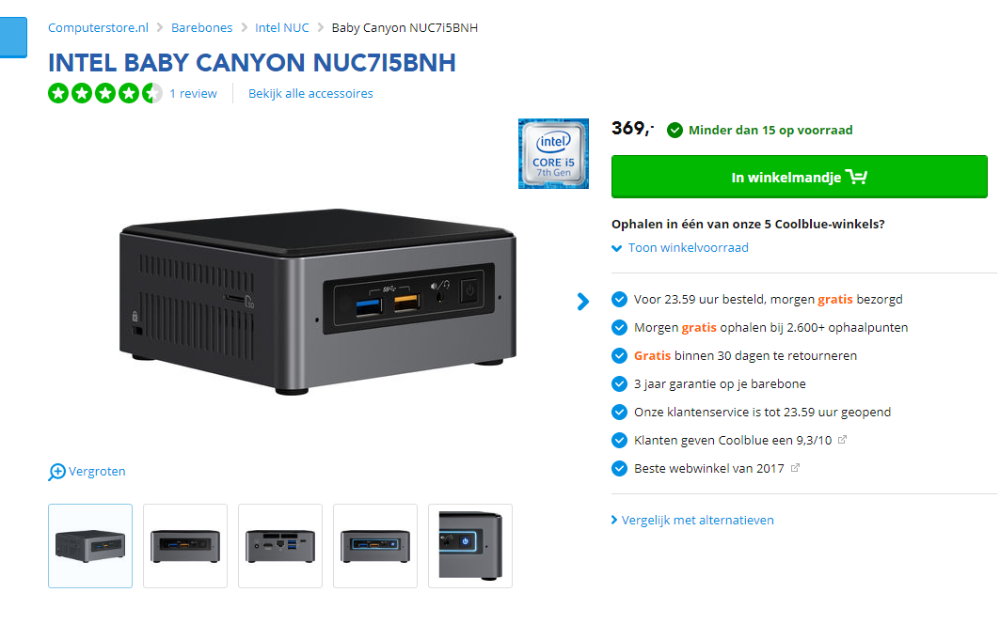 Computerstore.nl > Barebones > Intel NUC > Baby Canyon NUC7i5BNH
INTEL BABY CANYON NUC7I5BNH
1 review
Bekijk alle accessoires
intel
CORE i5
7th Gen
369,-
Minder dan 15 op voorraad
In winkelmandje
Ophalen in één van onze 5 Coolblue-winkels?
Toon winkelvoorraad
Voor 23.59 uur besteld, morgen gratis bezorgd
Morgen gratis ophalen bij 2.600+ ophaalpunten
Gratis binnen 30 dagen te retourneren
3 jaar garantie op je barebone
Onze klantenservice is tot 23.59 uur geopend
Klanten geven Coolblue een 9,3/10
Beste webwinkel van 2017
Vergelijk met alternatieven
Vergroten